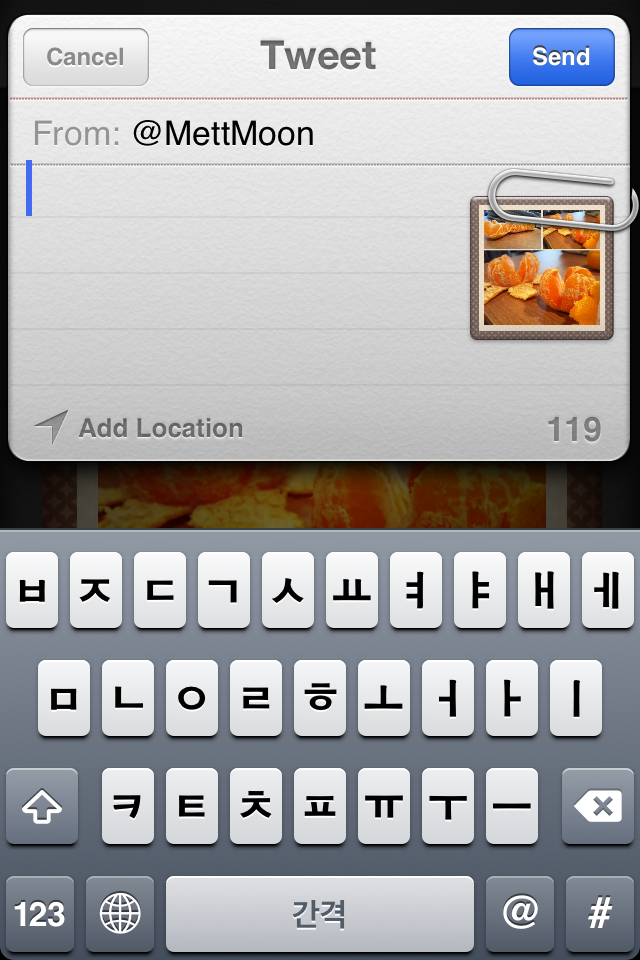 Cancel Tweet Send
From: @MettMoon
Add Location 119
ㅂ ㅈ ㄷ ㄱ ㅅ ㅛ ㅕ ㅑ ㅐ ㅔ
ㅁ ㄴ ㅇ ㄹ ㅎ ㅗ ㅓ ㅏ ㅣ
ㅋ ㅌ ㅊ ㅍ ㅠ ㅜ ㅡ
123 간격 @ #